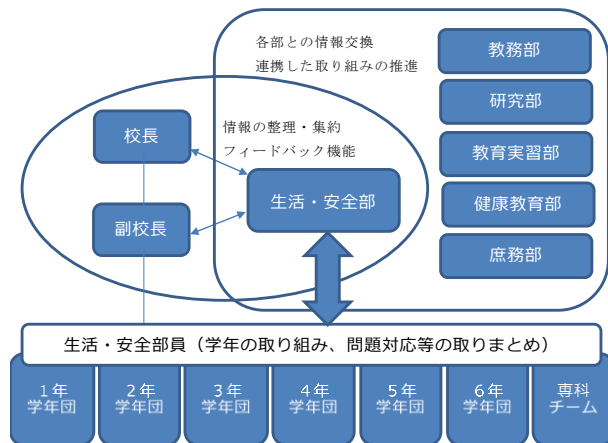 各部との情報交換
連携した取り組みの推進
教務部
研究部
教育実習部
健康教育部
庶務部
情報の整理・集約
フィードバック機能
校長
副校長
生活・安全部
生活・安全部員（学年の取り組み、問題対応等の取りまとめ）
１年
学年団
２年
学年団
３年
学年団
４年
学年団
５年
学年団
６年
学年団
専科
チーム